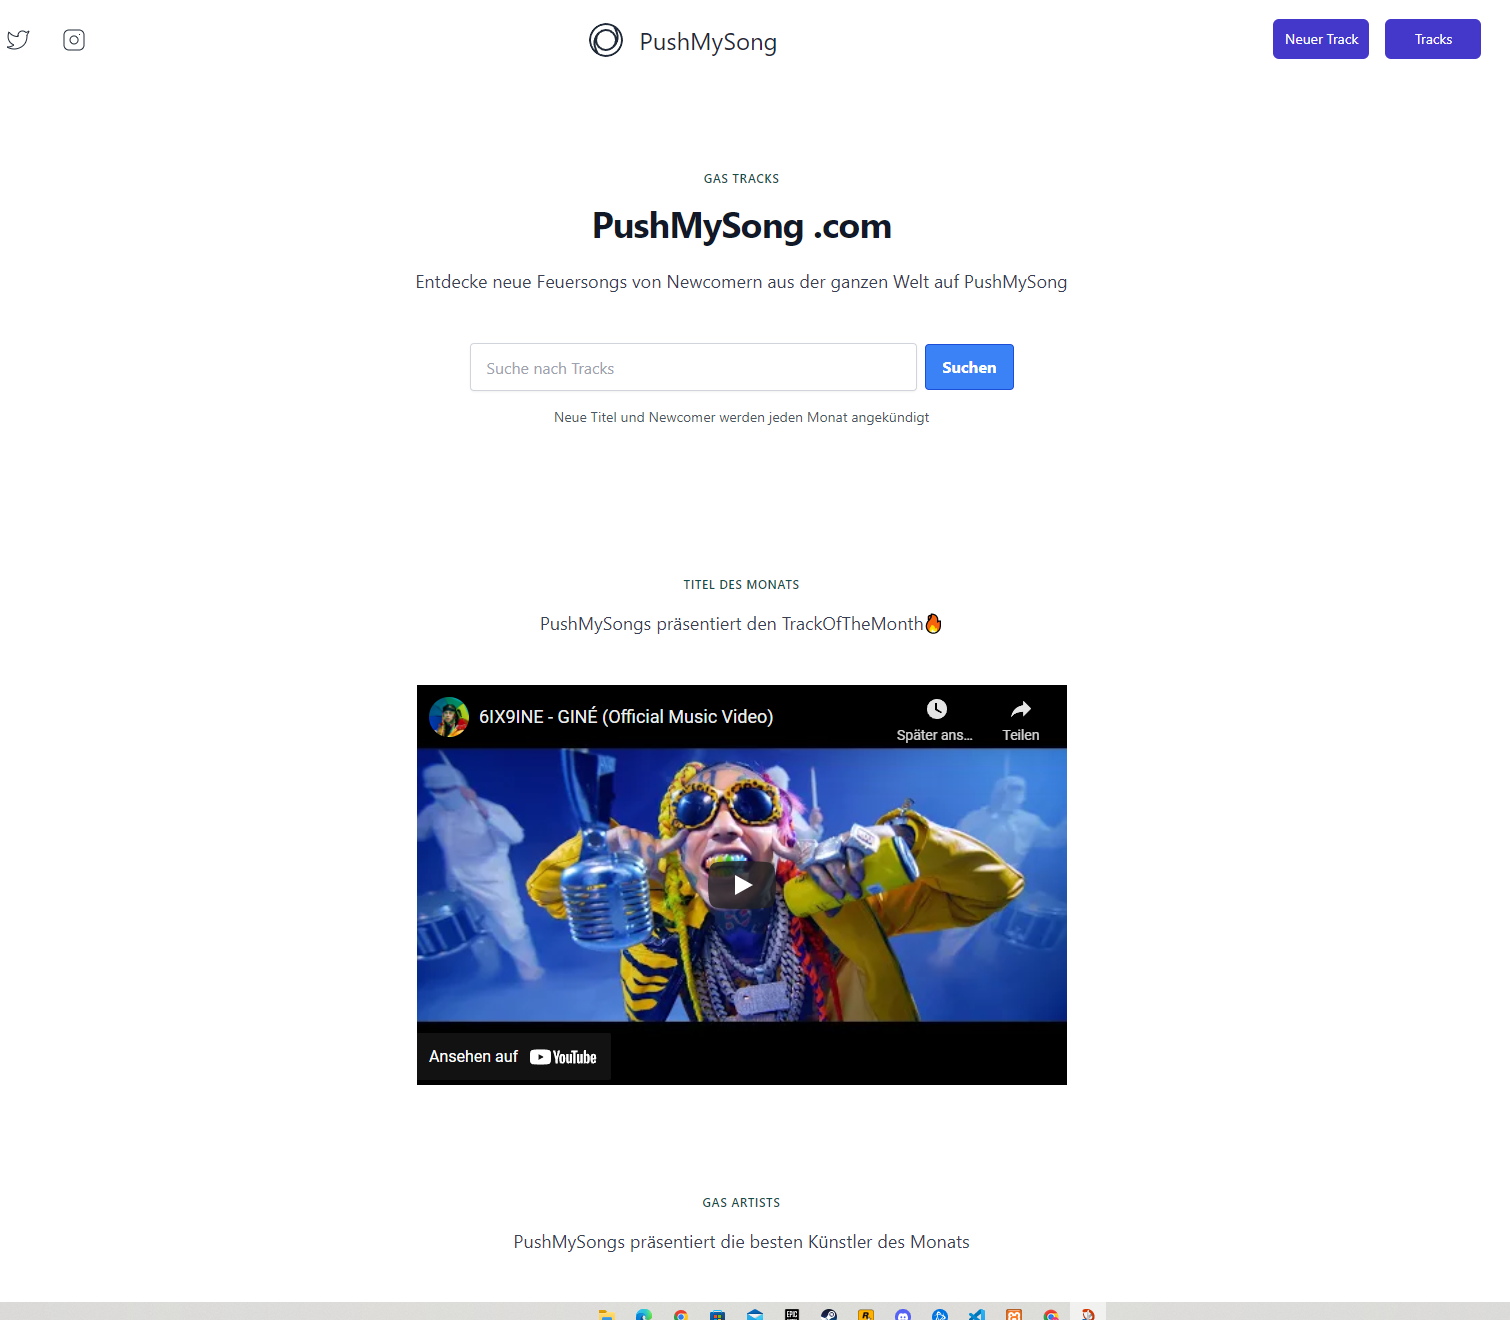 PushMySong
Neuer Track
Tracks
GAS TRACKS
PushMySong .com
Entdecke neue Feuersongs von Newcomern aus der ganzen Welt auf PushMySong
Suche nach Tracks
Suchen
Neue Titel und Newcomer werden jeden Monat angekündigt
TITEL DES MONATS
PushMySongs präsentiert den TrackOfTheMonth🔥
6IX9INE - GINÉ (Official Music Video)
Später ans...
Teilen
Ansehen auf YouTube
GAS ARTISTS
PushMySongs präsentiert die besten Künstler des Monats
EPIC